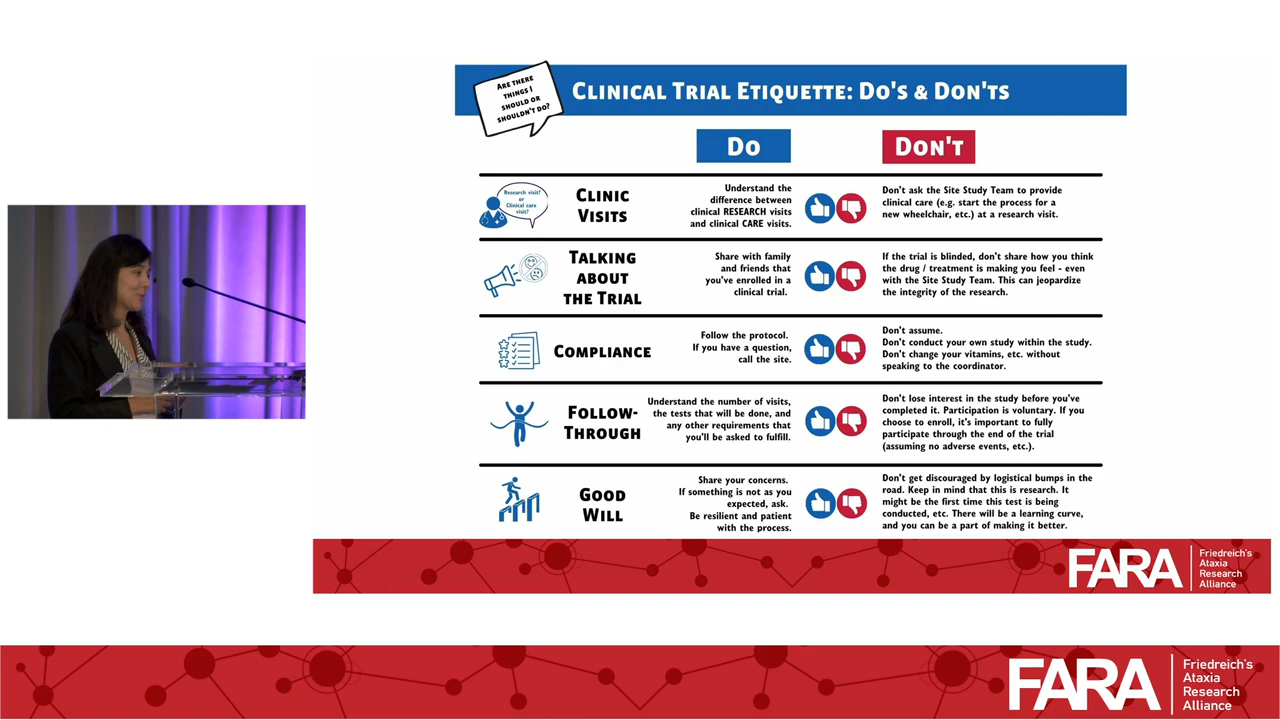 ARE THERE
THINGS I
SHOULD OR
SHOULDN'T DO?
CLINICAL TRIAL ETIQUETTE: DO'S & DON'TS
DO
DON'T
Research visit?
or
Clinical care
visit?
CLINIC
VISITS
Understand the
difference between
clinical RESEARCH visits
and clinical CARE visits.
Don't ask the Site Study Team to provide
clinical care (e.g. start the process for a
new wheelchair, etc.) at a research visit.
TALKING
ABOUT
THE TRIAL
Share with family
and friends that
you've enrolled in a
clinical trial.
If the trial is blinded, don't share how you think
the drug / treatment is making you feel - even
with the Site Study Team. This can jeopardize
the integrity of the research.
COMPLIANCE
Follow the protocol.
If you have a question,
call the site.
Don't assume.
Don't conduct your own study within the study.
Don't change your vitamins, etc. without
speaking to the coordinator.
FOLLOW-
THROUGH
Understand the number of visits,
the tests that will be done, and
any other requirements that
you'll be asked to fulfill.
Don't lose interest in the study before you've
completed it. Participation is voluntary. If you
choose to enroll, it's important to fully
participate through the end of the trial
(assuming no adverse events, etc.).
GOOD
WILL
Share your concerns.
If something is not as you
expected, ask.
Be resilient and patient
with the process.
Don't get discouraged by logistical bumps in the
road. Keep in mind that this is research. It
might be the first time this test is being
conducted, etc. There will be a learning curve,
and you can be a part of making it better.
FARA
Friedreich's
Ataxia
Research
Alliance
FARA
Friedreich's
Ataxia
Research
Alliance